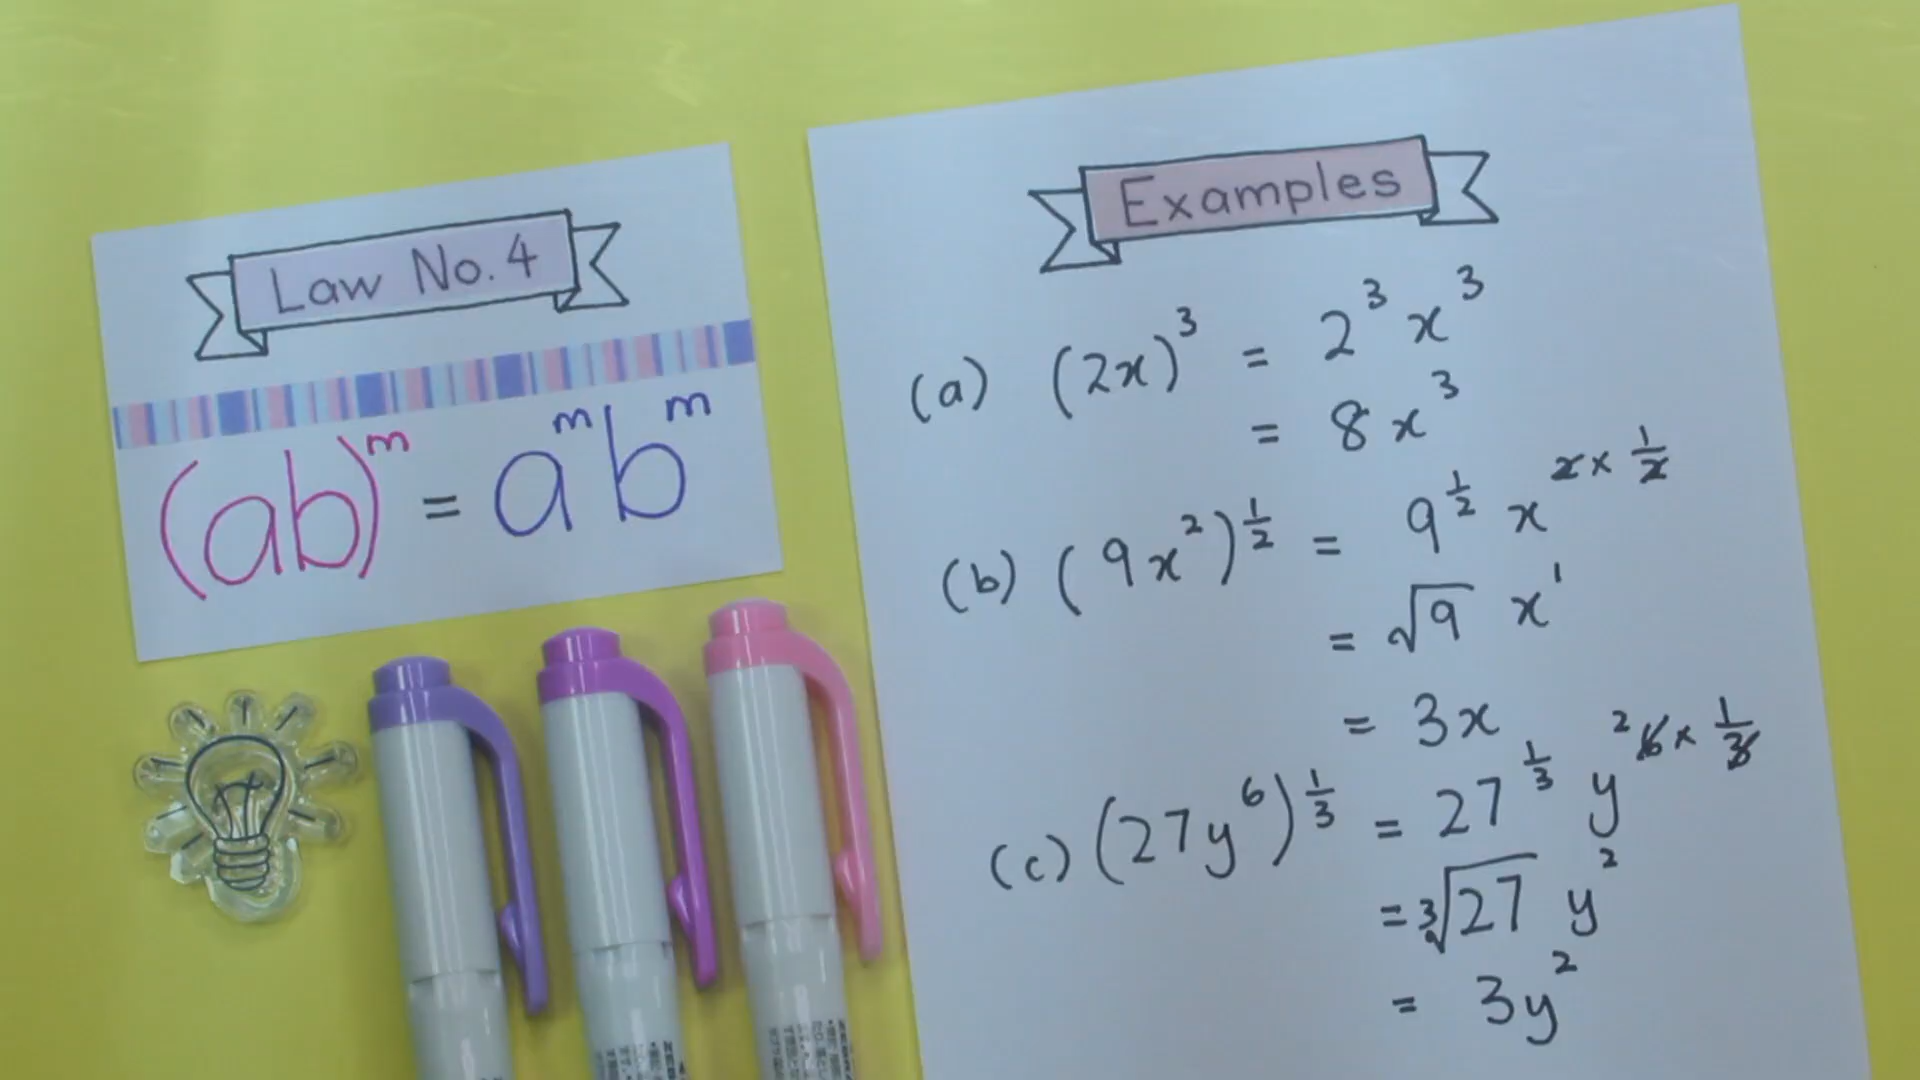 Law No. 4
(ab)^m = a^m b^m
Examples
(a) (2x)^3 = 2^3 x^3
= 8x^3
(b) (9x^2)^1/2 = 9^1/2 x^2×1/2
= √9 x^1
= 3x
(c) (27y^6)^1/3 = 27^1/3 y^2 6×1/3
= ³√27 y^2
= 3y^2